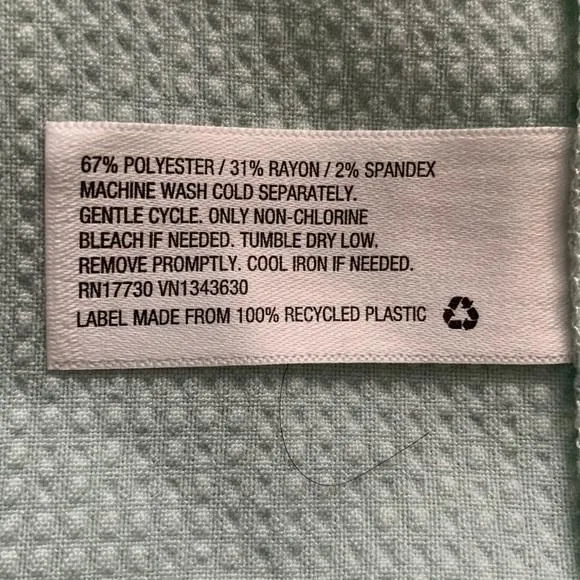 67% POLYESTER / 31% RAYON / 2% SPANDEX
MACHINE WASH COLD SEPARATELY.
GENTLE CYCLE. ONLY NON-CHLORINE
BLEACH IF NEEDED. TUMBLE DRY LOW.
REMOVE PROMPTLY. COOL IRON IF NEEDED.
RN17730 VN1343630
LABEL MADE FROM 100% RECYCLED PLASTIC